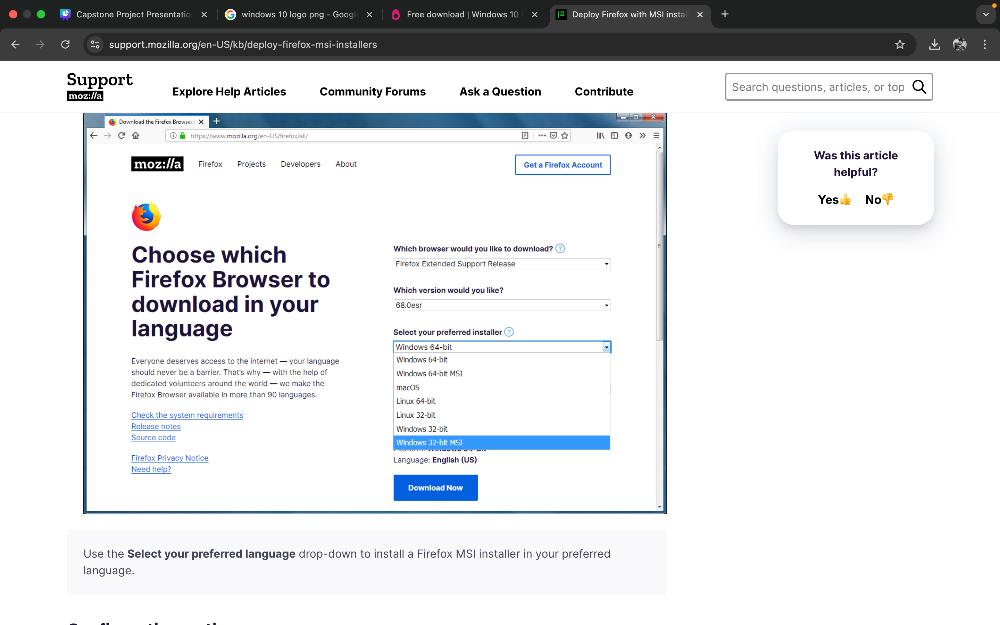 Capstone Project Presentatio
windows 10 logo png - Googl
Free download | Windows 10
Deploy Firefox with MSI instal
support.mozilla.org/en-US/kb/deploy-firefox-msi-installers
Support
moz://a
Explore Help Articles
Community Forums
Ask a Question
Contribute
Search questions, articles, or top
Download the Firefox Browser i
https://www.mozilla.org/en-US/firefox/all/
moz://a
Firefox
Projects
Developers
About
Get a Firefox Account
Choose which
Firefox Browser to
download in your
language
Everyone deserves access to the internet — your language
should never be a barrier. That's why — with the help of
dedicated volunteers around the world — we make the
Firefox Browser available in more than 90 languages.
Check the system requirements
Release notes
Source code
Firefox Privacy Notice
Need help?
Which browser would you like to download? ?
Firefox Extended Support Release
Which version would you like?
68.0esr
Select your preferred installer ?
Windows 64-bit
Windows 64-bit
Windows 64-bit MSI
macOS
Linux 64-bit
Linux 32-bit
Windows 32-bit
Windows 32-bit MSI
Language: English (US)
Download Now
Was this article
helpful?
Yes👍 No👎
Use the Select your preferred language drop-down to install a Firefox MSI installer in your preferred
language.